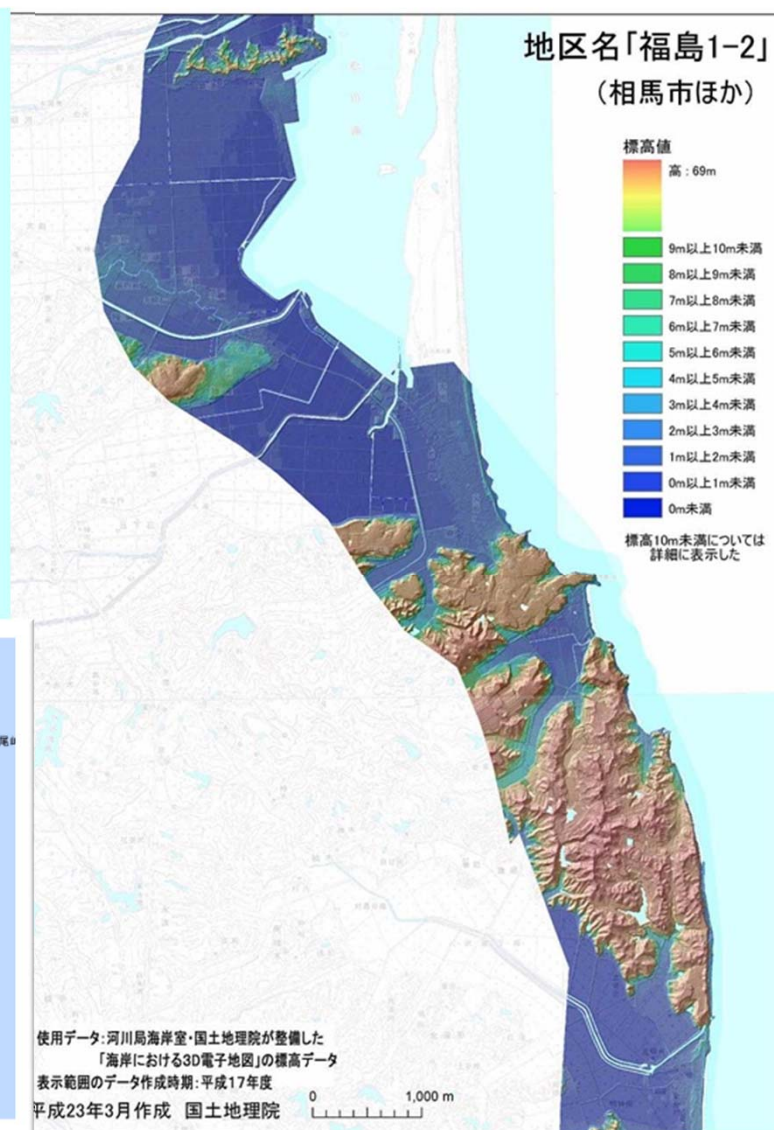 地区名「福島1-2」
(相馬市ほか)
標高値
高 : 69m
9m以上10m未満
8m以上9m未満
7m以上8m未満
6m以上7m未満
5m以上6m未満
4m以上5m未満
3m以上4m未満
2m以上3m未満
1m以上2m未満
0m以上1m未満
0m未満
標高10m未満については
詳細に表示した
使用データ:河川局海岸室・国土地理院が整備した
「海岸における3D電子地図」の標高データ
表示範囲のデータ作成時期:平成17年度
平成23年3月作成 国土地理院
0 1,000 m